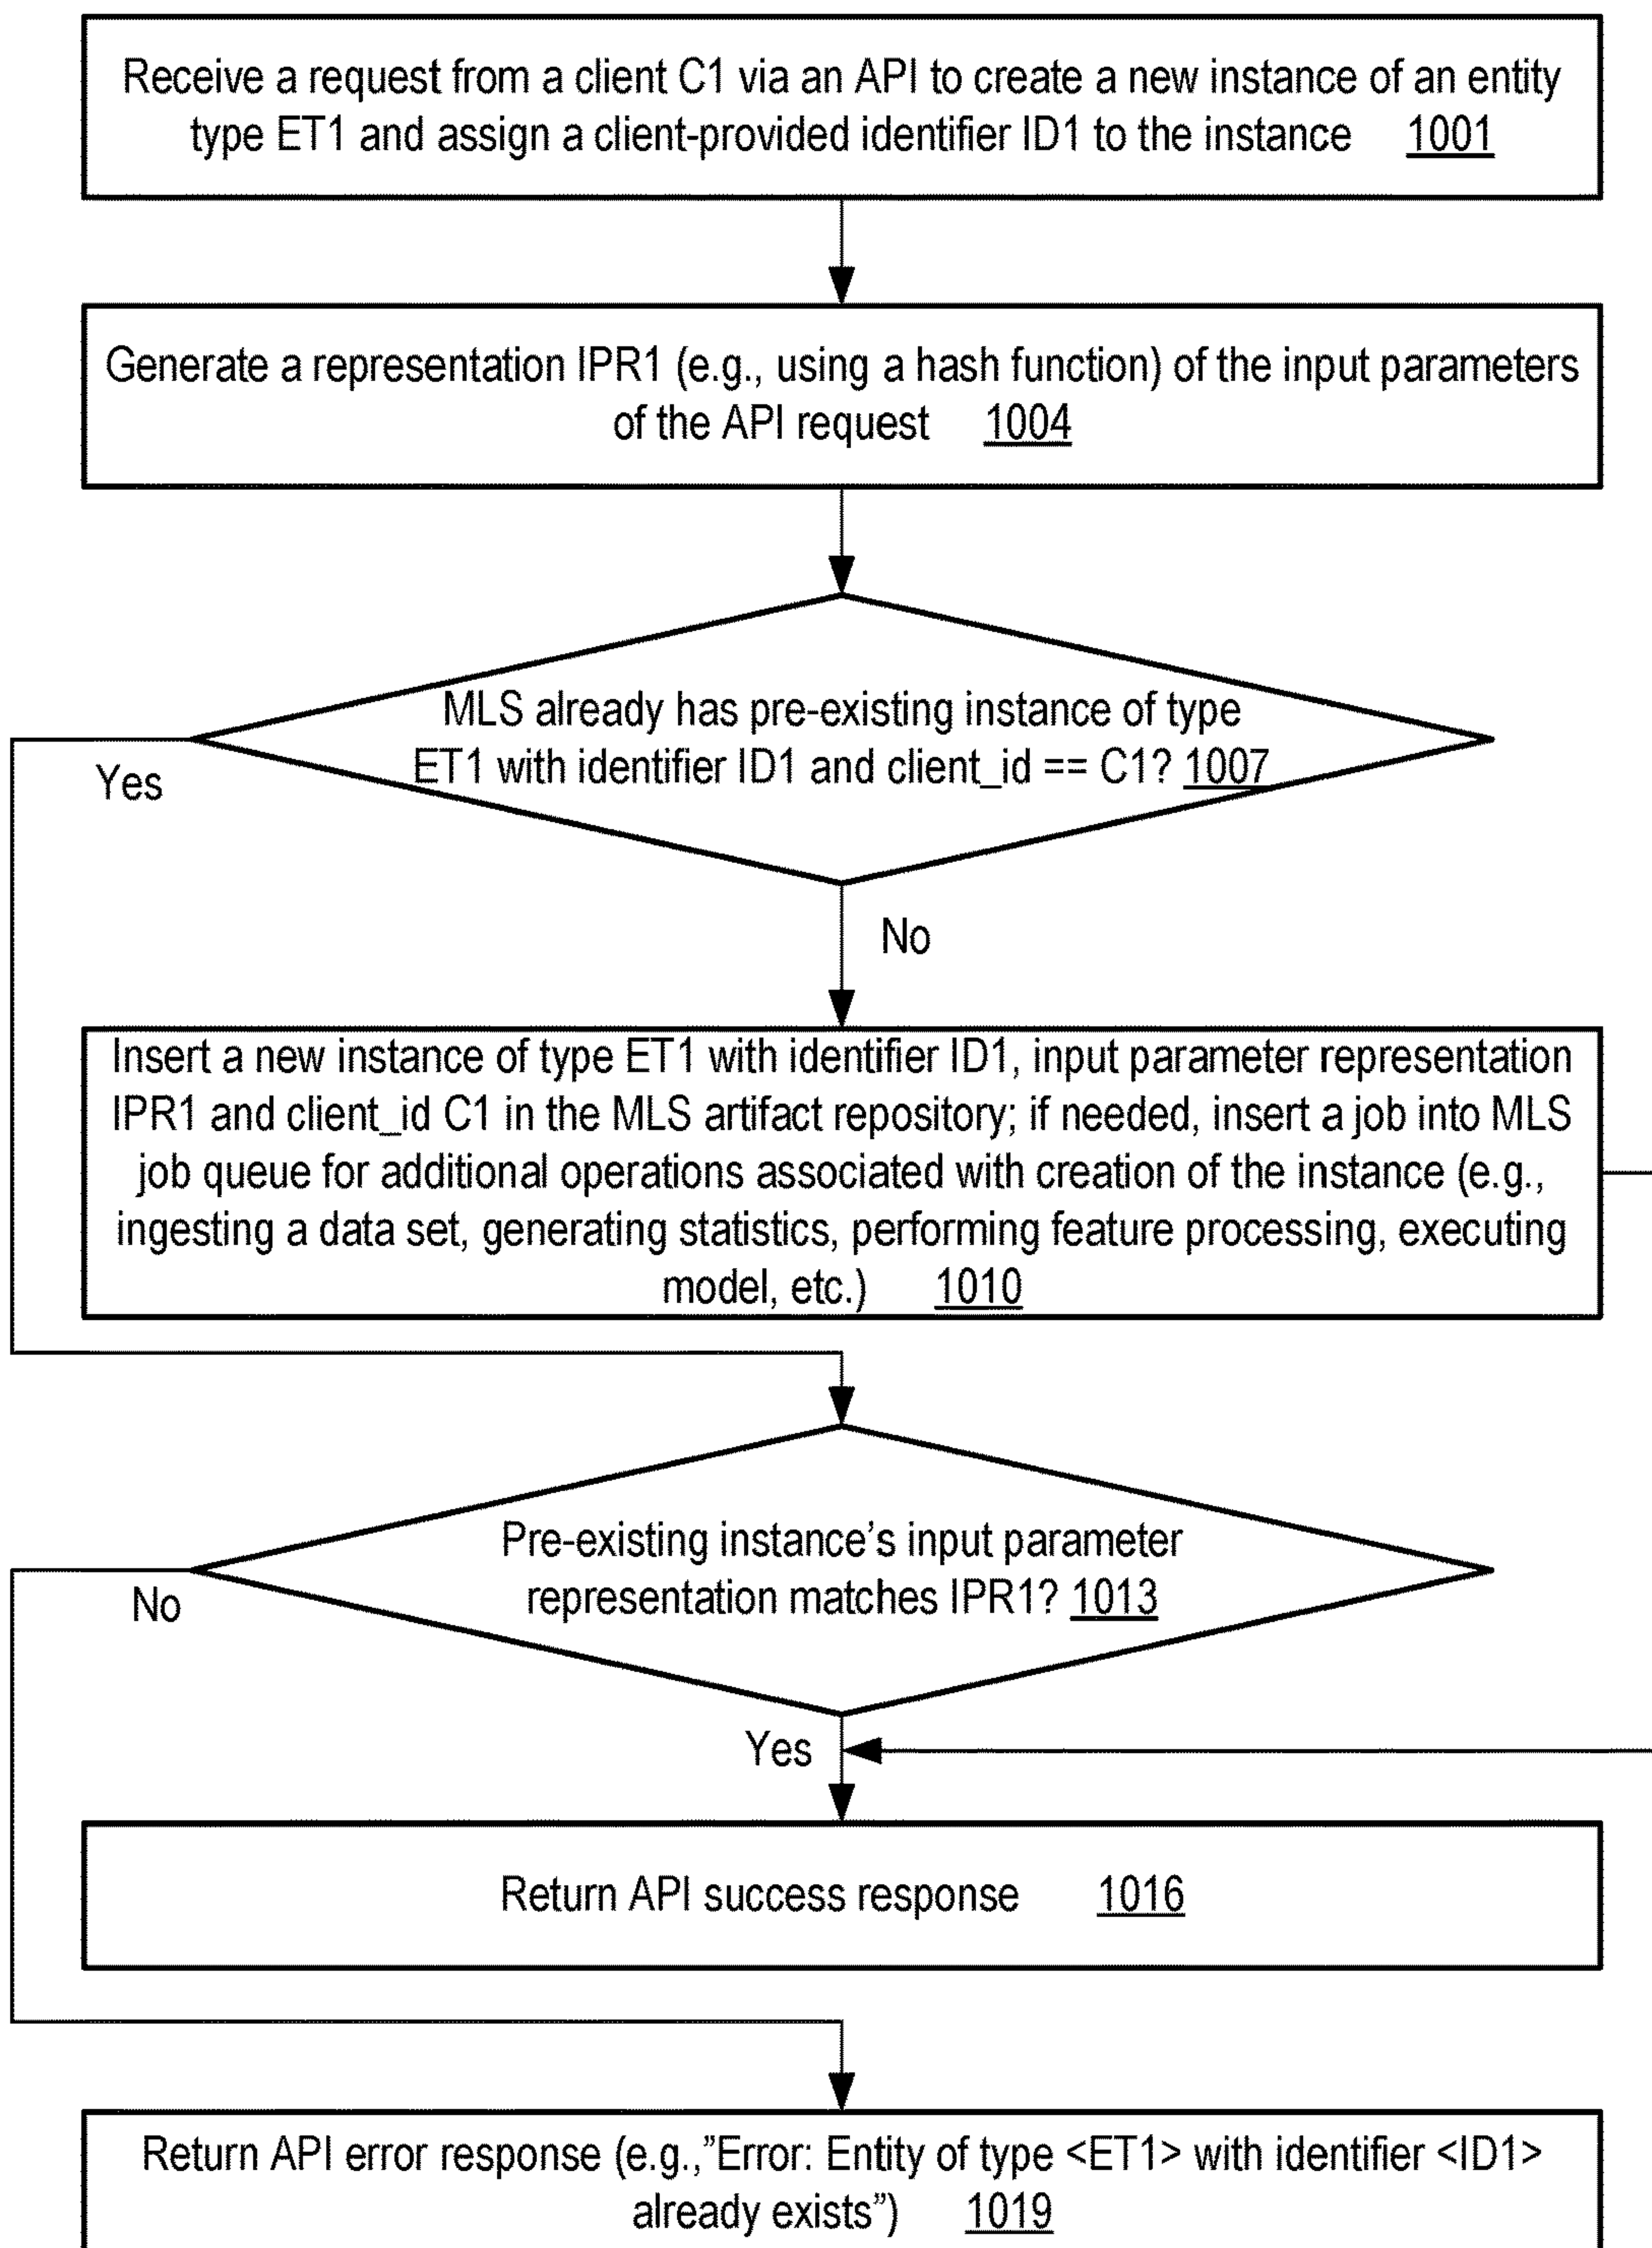 Receive a request from a client C1 via an API to create a new instance of an entity
type ET1 and assign a client-provided identifier ID1 to the instance 1001
Generate a representation IPR1 (e.g., using a hash function) of the input parameters
of the API request 1004
MLS already has pre-existing instance of type
ET1 with identifier ID1 and client_id == C1? 1007
Yes
No
Insert a new instance of type ET1 with identifier ID1, input parameter representation
IPR1 and client_id C1 in the MLS artifact repository; if needed, insert a job into MLS
job queue for additional operations associated with creation of the instance (e.g.,
ingesting a data set, generating statistics, performing feature processing, executing
model, etc.) 1010
Pre-existing instance’s input parameter
representation matches IPR1? 1013
No
Yes
Return API success response 1016
Return API error response (e.g.,”Error: Entity of type <ET1> with identifier <ID1>
already exists”) 1019